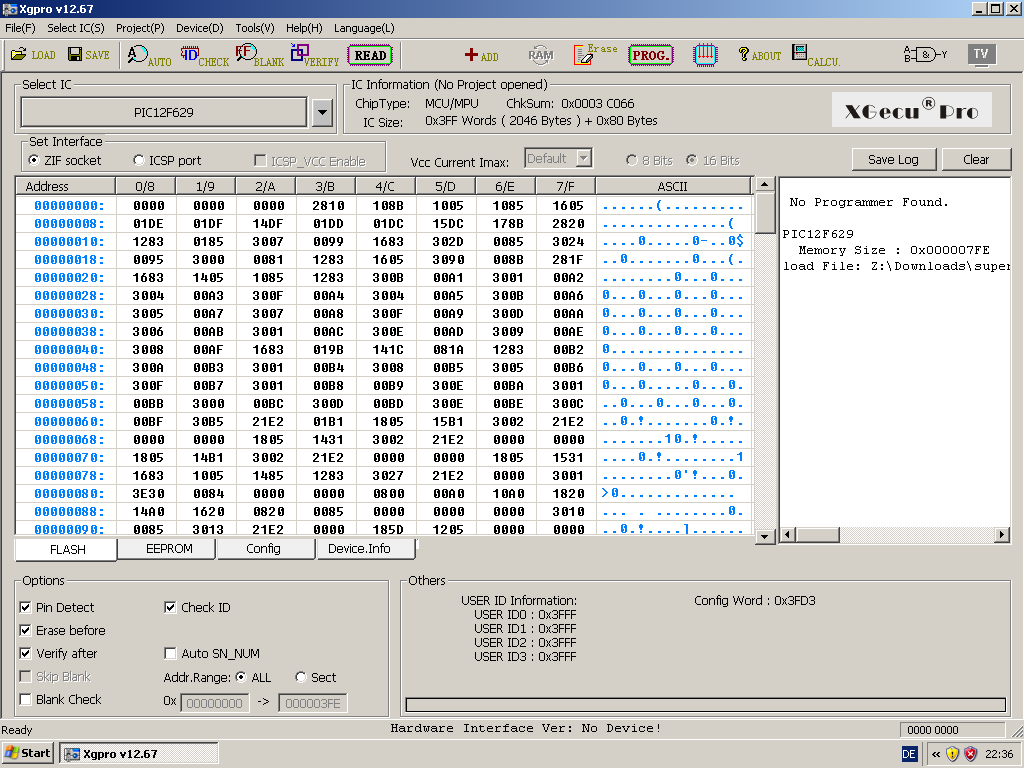 Xgpro v12.67
File(F) Select IC(S) Project(P) Device(D) Tools(V) Help(H) Language(L)
LOAD SAVE AUTO CHECK BLANK VERIFY READ ADD RAM Erase PROG. ABOUT CALCU. TV
Select IC
PIC12F629
IC Information (No Project opened)
ChipType: MCU/MPU ChkSum: 0x0003 C066
IC Size: 0x3FF Words ( 2046 Bytes ) + 0x80 Bytes
XGecu® Pro
Set Interface
ZIF socket ICSP port ICSP_VCC Enable
Vcc Current Imax: Default 8 Bits 16 Bits
Save Log Clear
Address 0/8 1/9 2/A 3/B 4/C 5/D 6/E 7/F ASCII
00000000: 0000 0000 0000 2810 108B 1005 1085 1605 ......(.........
00000008: 01DE 01DF 14DF 01DD 01DC 15DC 178B 2820 ..............( 
00000010: 1283 0185 3007 0099 1683 302D 0085 3024 ....0.....0-..0$
00000018: 0095 3000 0081 1283 1605 3090 008B 281F ..0.......0...(.
00000020: 1683 1405 1085 1283 300B 00A1 3001 00A2 ........0...0...
00000028: 3004 00A3 300F 00A4 3004 00A5 300B 00A6 0...0...0...0...
00000030: 3005 00A7 3007 00A8 300F 00A9 300D 00AA 0...0...0...0...
00000038: 3006 00AB 3001 00AC 300E 00AD 3009 00AE 0...0...0...0...
00000040: 3008 00AF 1683 019B 141C 081A 1283 00B2 0...............
00000048: 300A 00B3 3001 00B4 3008 00B5 3005 00B6 0...0...0...0...
00000050: 300F 00B7 3001 00B8 00B9 300E 00BA 3001 0...0.....0...0.
00000058: 00BB 3000 00BC 300D 00BD 300E 00BE 300C ..0...0...0...0.
00000060: 00BF 30B5 21E2 01B1 1805 15B1 3002 21E2 ..0.!.......0.!.
00000068: 0000 0000 1805 1431 3002 21E2 0000 0000 .......10.!.....
00000070: 1805 14B1 3002 21E2 0000 0000 1805 1531 ....0.!........1
00000078: 1683 1005 1485 1283 3027 21E2 0000 3001 ........0'!...0.
00000080: 3E30 0084 0000 0000 0800 00A0 10A0 1820 >0............. 
00000088: 14A0 1620 0820 0085 0000 0000 0000 3010 ... . ........0.
00000090: 0085 3013 21E2 0000 185D 1205 0000 0000 ..0.!....]......
No Programmer Found.
PIC12F629
Memory Size : 0x000007FE
load File: Z:\Downloads\super
FLASH EEPROM Config Device.Info
Options
Pin Detect Check ID
Erase before
Verify after Auto SN_NUM
Skip Blank Addr.Range: ALL Sect
Blank Check 0x 00000000 -> 000003FE
Others
USER ID Information: Config Word : 0x3FD3
USER ID0 : 0x3FFF
USER ID1 : 0x3FFF
USER ID2 : 0x3FFF
USER ID3 : 0x3FFF
Ready Hardware Interface Ver: No Device! 0000 0000
Start Xgpro v12.67 DE « 22:36